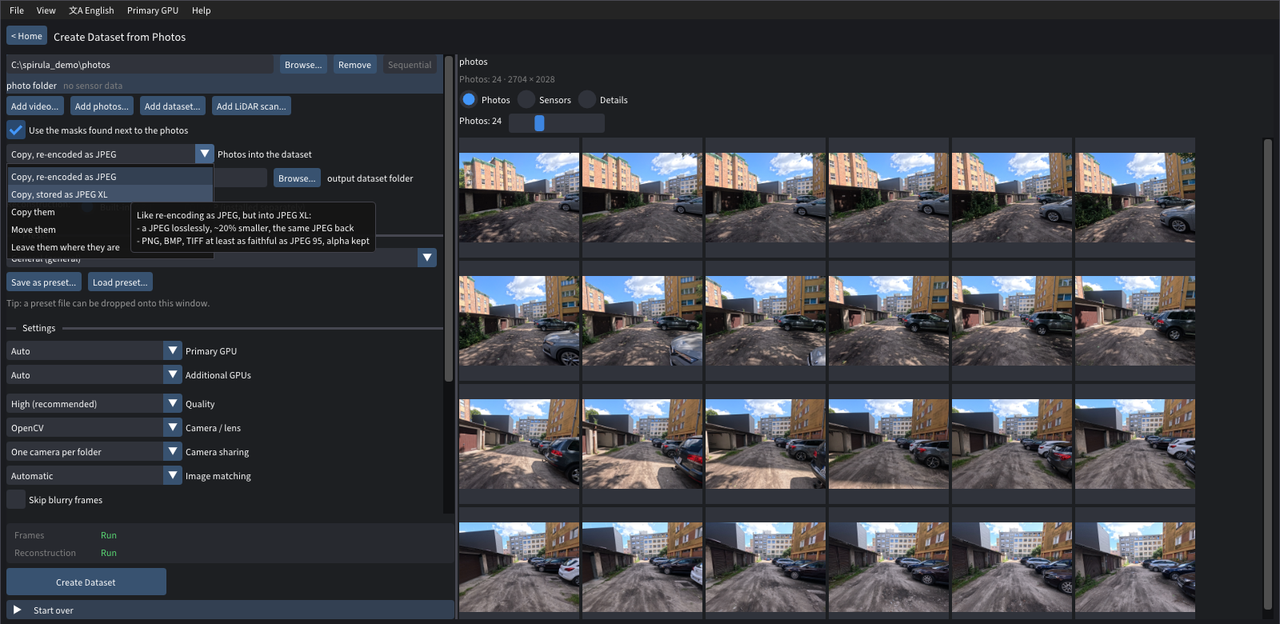 File View 文A English Primary GPU Help
< Home Create Dataset from Photos
C:\spirula_demo\photos Browse... Remove Sequential
photo folder no sensor data
Add video... Add photos... Add dataset... Add LiDAR scan...
Use the masks found next to the photos
Copy, re-encoded as JPEG Photos into the dataset
Copy, re-encoded as JPEG
Copy, stored as JPEG XL
Browse... output dataset folder
Copy them
Move them
Leave them where they are
Like re-encoding as JPEG, but into JPEG XL:
- a JPEG losslessly, ~20% smaller, the same JPEG back
- PNG, BMP, TIFF at least as faithful as JPEG 95, alpha kept
General (general)
Save as preset... Load preset...
Tip: a preset file can be dropped onto this window.
Settings
Auto Primary GPU
Auto Additional GPUs
High (recommended) Quality
OpenCV Camera / lens
One camera per folder Camera sharing
Automatic Image matching
Skip blurry frames
Frames Run
Reconstruction Run
Create Dataset
Start over
photos
Photos: 24 · 2704 × 2028
Photos Sensors Details
Photos: 24